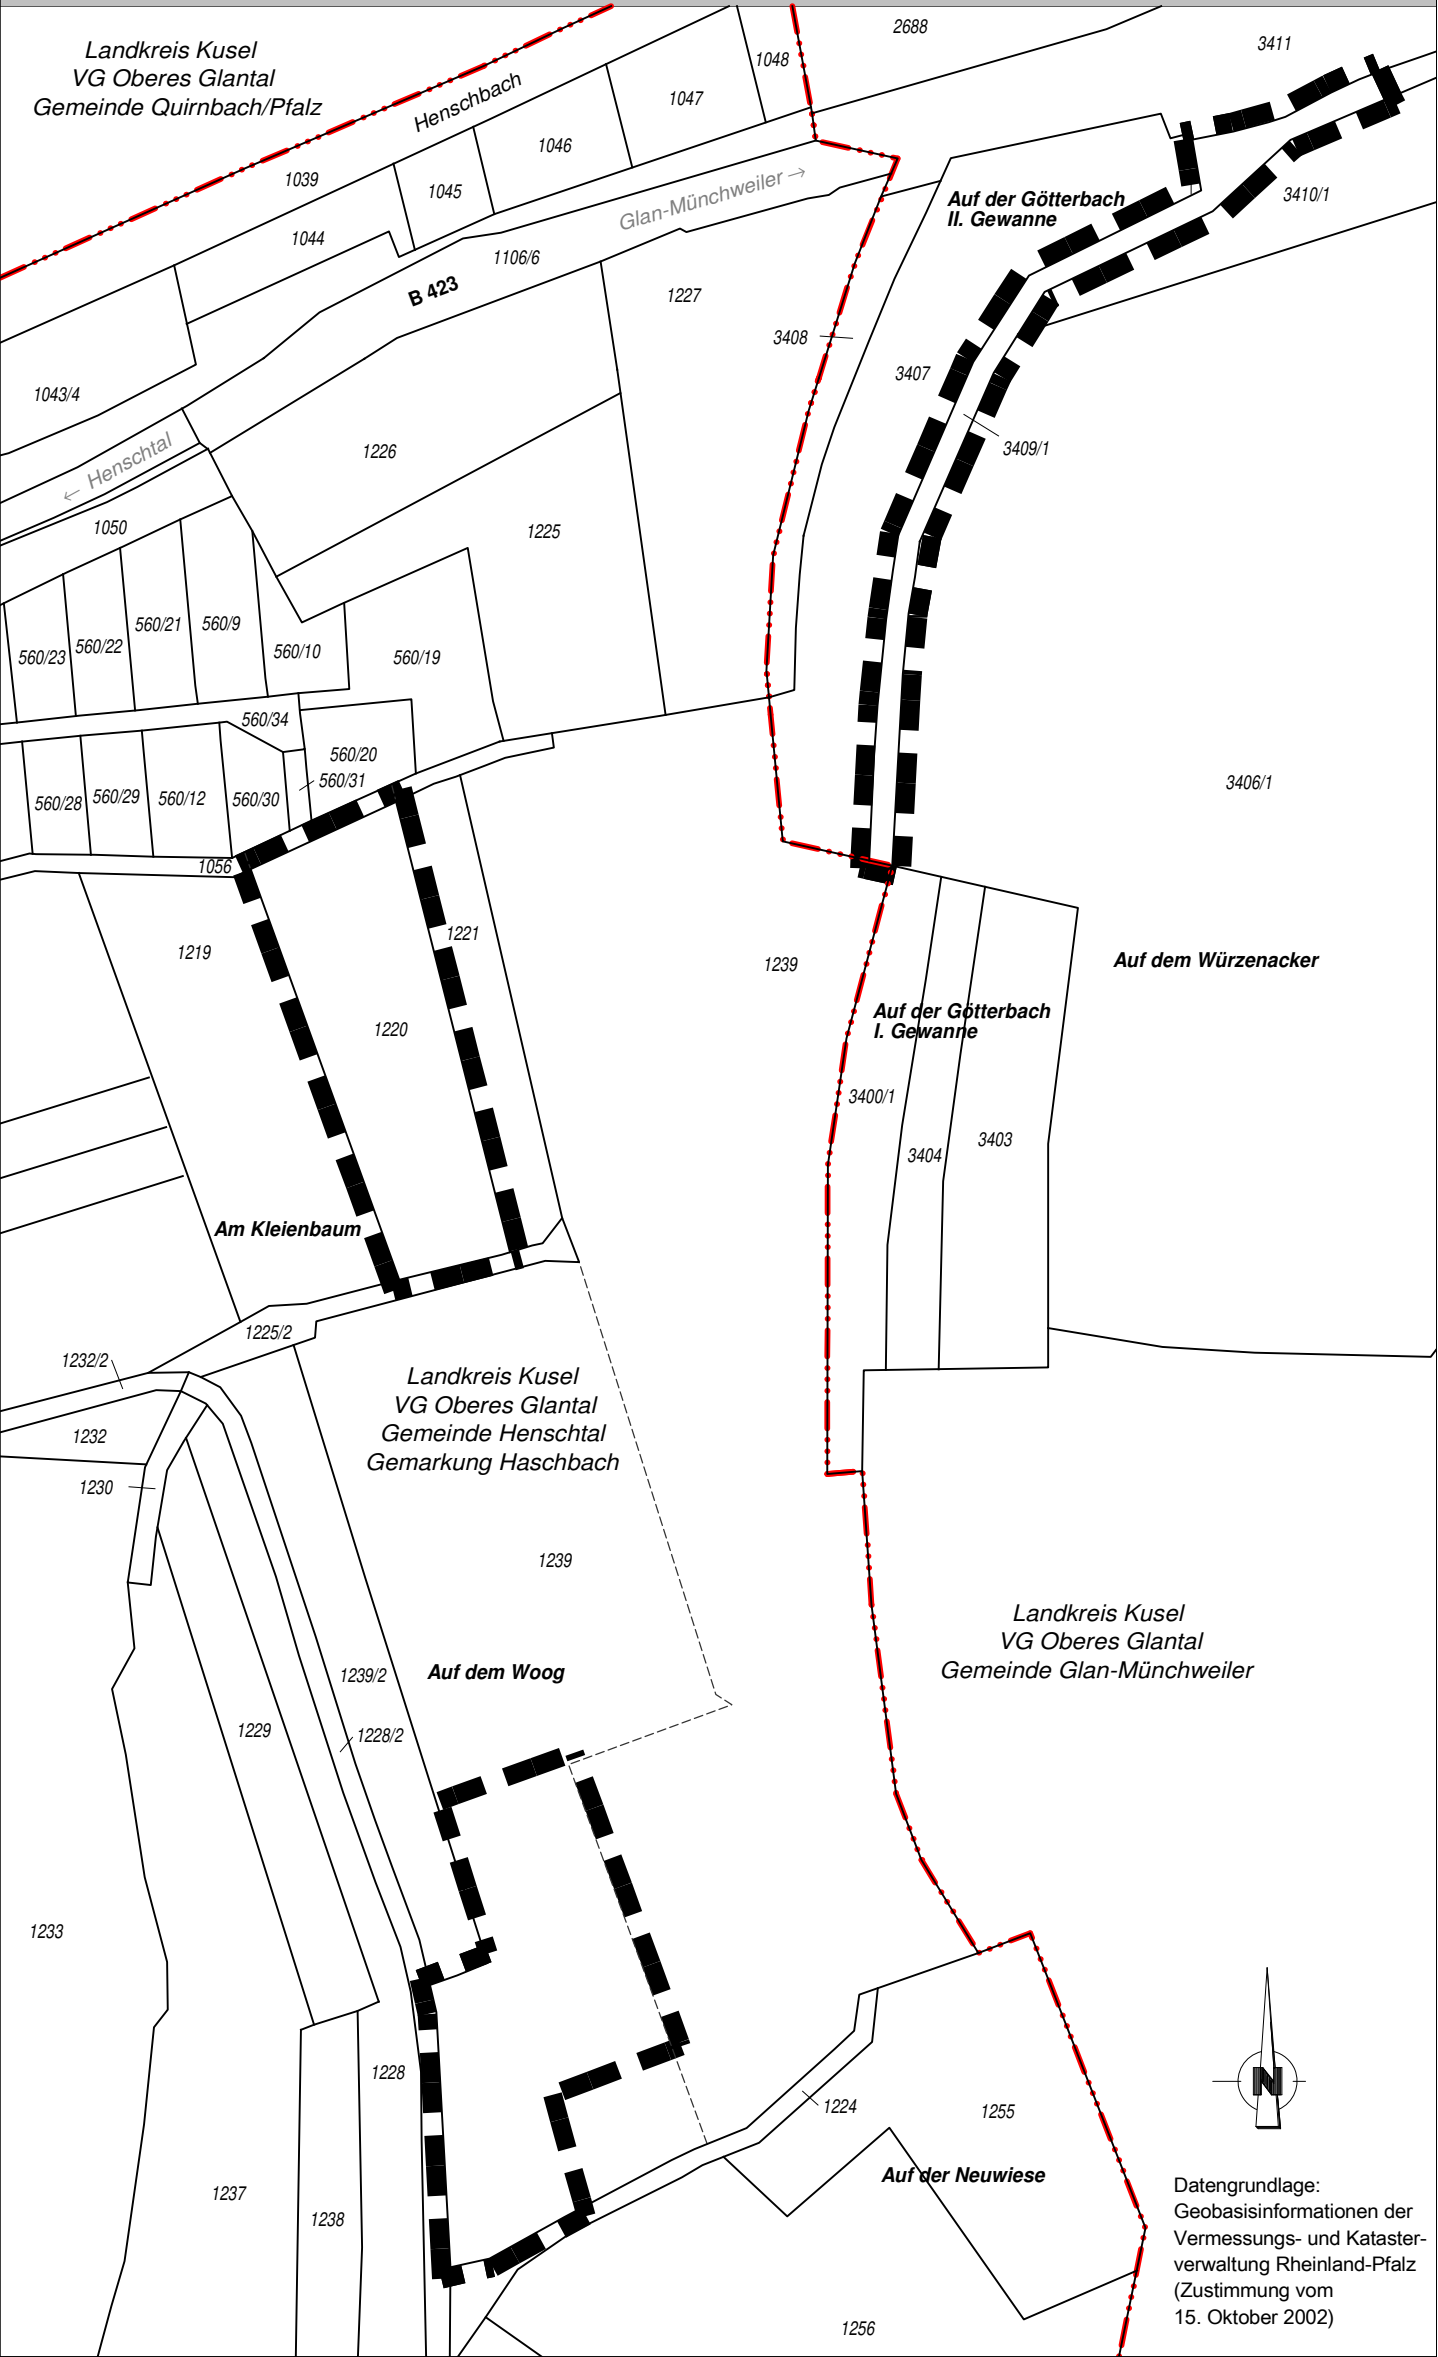 Landkreis Kusel
VG Oberes Glantal
Gemeinde Quirnbach/Pfalz
2688
3411
1048
Henschbach
1047
1046
1039
1045
Glan-Münchweiler →
Auf der Götterbach
II. Gewanne
3410/1
1044
1106/6
B 423
1227
3408
3407
1043/4
← Henschtal
1226
3409/1
1050
1225
560/23
560/22
560/21
560/9
560/10
560/19
560/34
560/20
560/31
560/28
560/29
560/12
560/30
3406/1
1056
1219
1221
1239
Auf dem Würzenacker
1220
Auf der Götterbach
I. Gewanne
3400/1
3404
3403
Am Kleienbaum
1225/2
1232/2
1232
1230
Landkreis Kusel
VG Oberes Glantal
Gemeinde Henschtal
Gemarkung Haschbach
1239
Landkreis Kusel
VG Oberes Glantal
Gemeinde Glan-Münchweiler
1239/2
Auf dem Woog
1229
1228/2
1233
1228
1224
1255
N
Auf der Neuwiese
1237
1238
1256
Datengrundlage:
Geobasisinformationen der
Vermessungs- und Kataster-
verwaltung Rheinland-Pfalz
(Zustimmung vom
15. Oktober 2002)